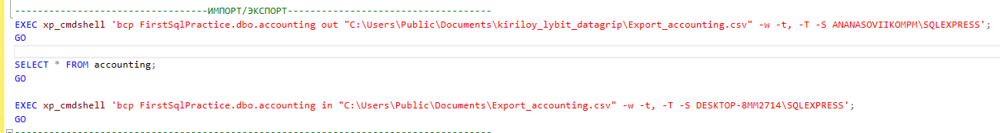 ----------------------------------ИМПОРТ/ЭКСПОРТ------------------------------------
EXEC xp_cmdshell 'bcp FirstSqlPractice.dbo.accounting out "C:\Users\Public\Documents\kiriloy_lybit_datagrip\Export_accounting.csv" -w -t, -T -S ANANASOVIIKOMPM\SQLEXPRESS';
GO
SELECT * FROM accounting;
GO
EXEC xp_cmdshell 'bcp FirstSqlPractice.dbo.accounting in "C:\Users\Public\Documents\Export_accounting.csv" -w -t, -T -S DESKTOP-8MM2714\SQLEXPRESS';
GO
-------------------------------------------------------------------------------------